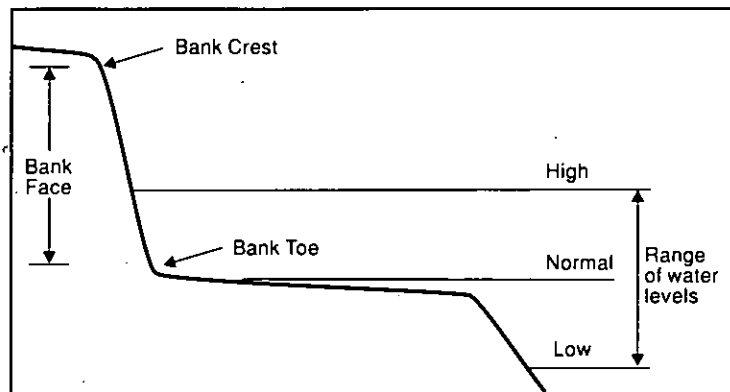 Bank Crest
Bank
Face
High
Bank Toe
Normal
Range
of water
levels
Low